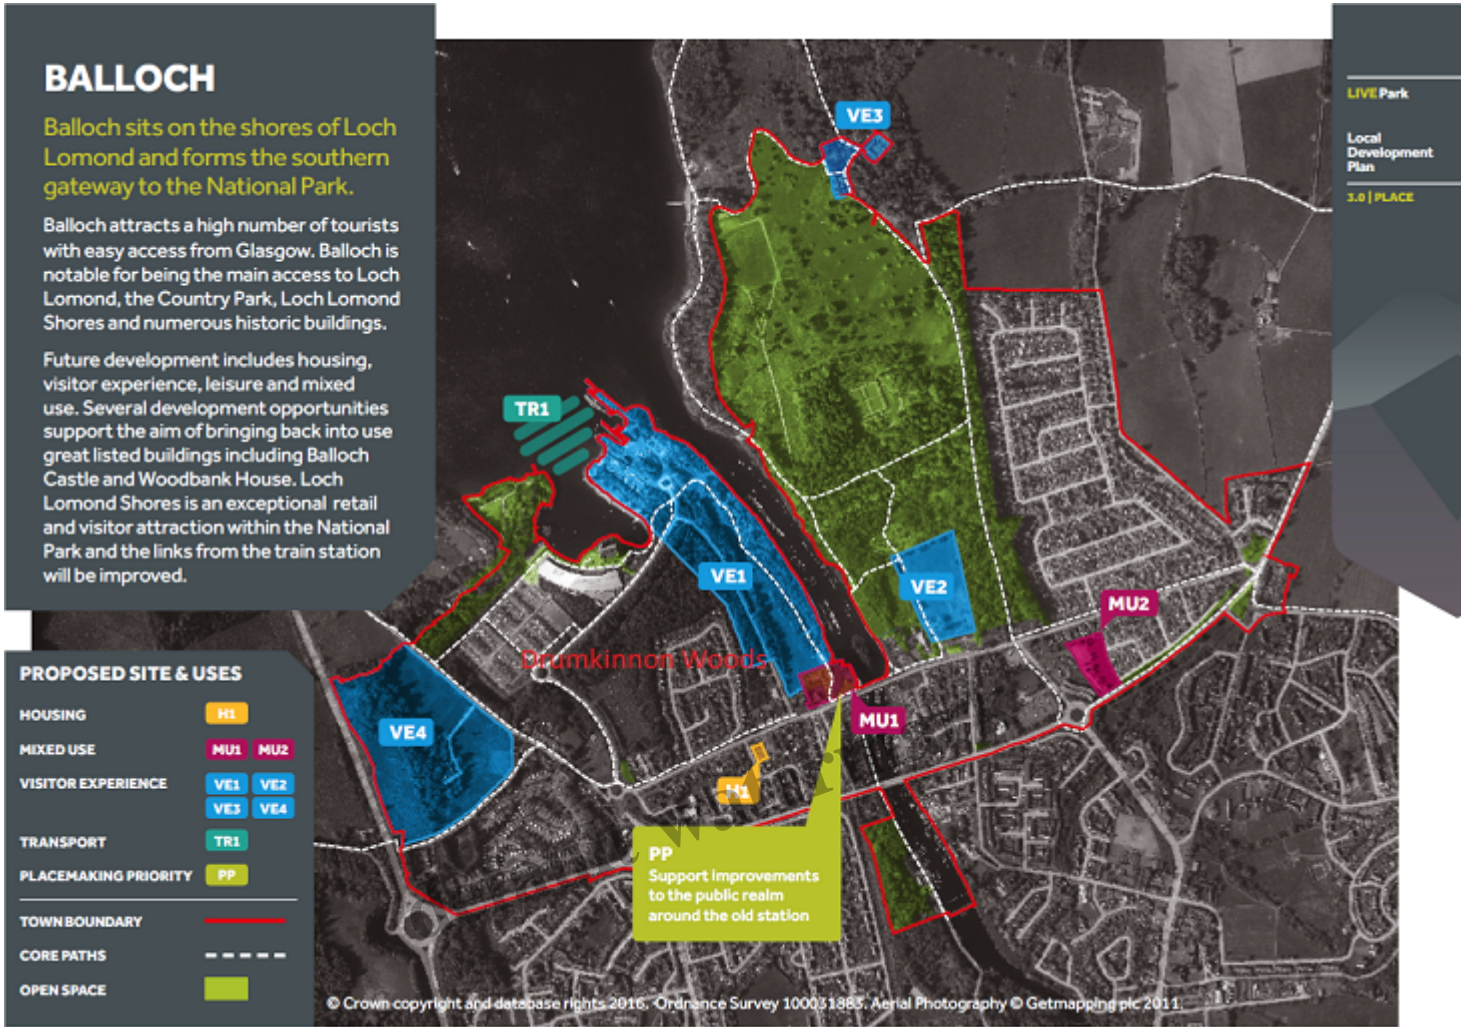 BALLOCH
Balloch sits on the shores of Loch
Lomond and forms the southern
gateway to the National Park.
Balloch attracts a high number of tourists
with easy access from Glasgow. Balloch is
notable for being the main access to Loch
Lomond, the Country Park, Loch Lomond
Shores and numerous historic buildings.
Future development includes housing,
visitor experience, leisure and mixed
use. Several development opportunities
support the aim of bringing back into use
great listed buildings including Balloch
Castle and Woodbank House. Loch
Lomond Shores is an exceptional retail
and visitor attraction within the National
Park and the links from the train station
will be improved.
PROPOSED SITE & USES
HOUSING H1
MIXED USE MU1 MU2
VISITOR EXPERIENCE VE1 VE2
VE3 VE4
TRANSPORT TR1
PLACEMAKING PRIORITY PP
TOWN BOUNDARY
CORE PATHS
OPEN SPACE
VE3
TR1
VE1
VE2
MU2
Drumkinnon Woods
MU1
VE4
H1
PP
Support improvements
to the public realm
around the old station
© Crown copyright and database rights 2016. Ordnance Survey 100031883. Aerial Photography © Getmapping plc 2011.
LIVE Park
Local
Development
Plan
3.0 | PLACE